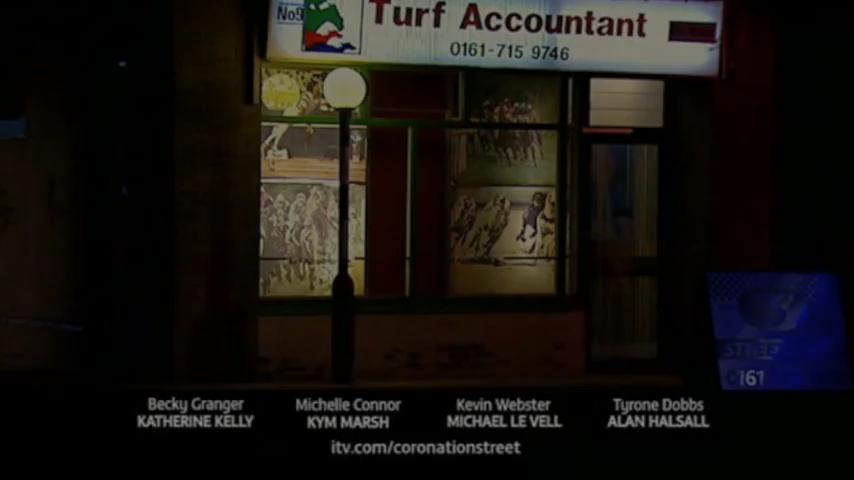 No9
Turf Accountant
0161-715 9746
STREE
0161
Becky Granger
KATHERINE KELLY
Michelle Connor
KYM MARSH
Kevin Webster
MICHAEL LE VELL
Tyrone Dobbs
ALAN HALSALL
itv.com/coronationstreet